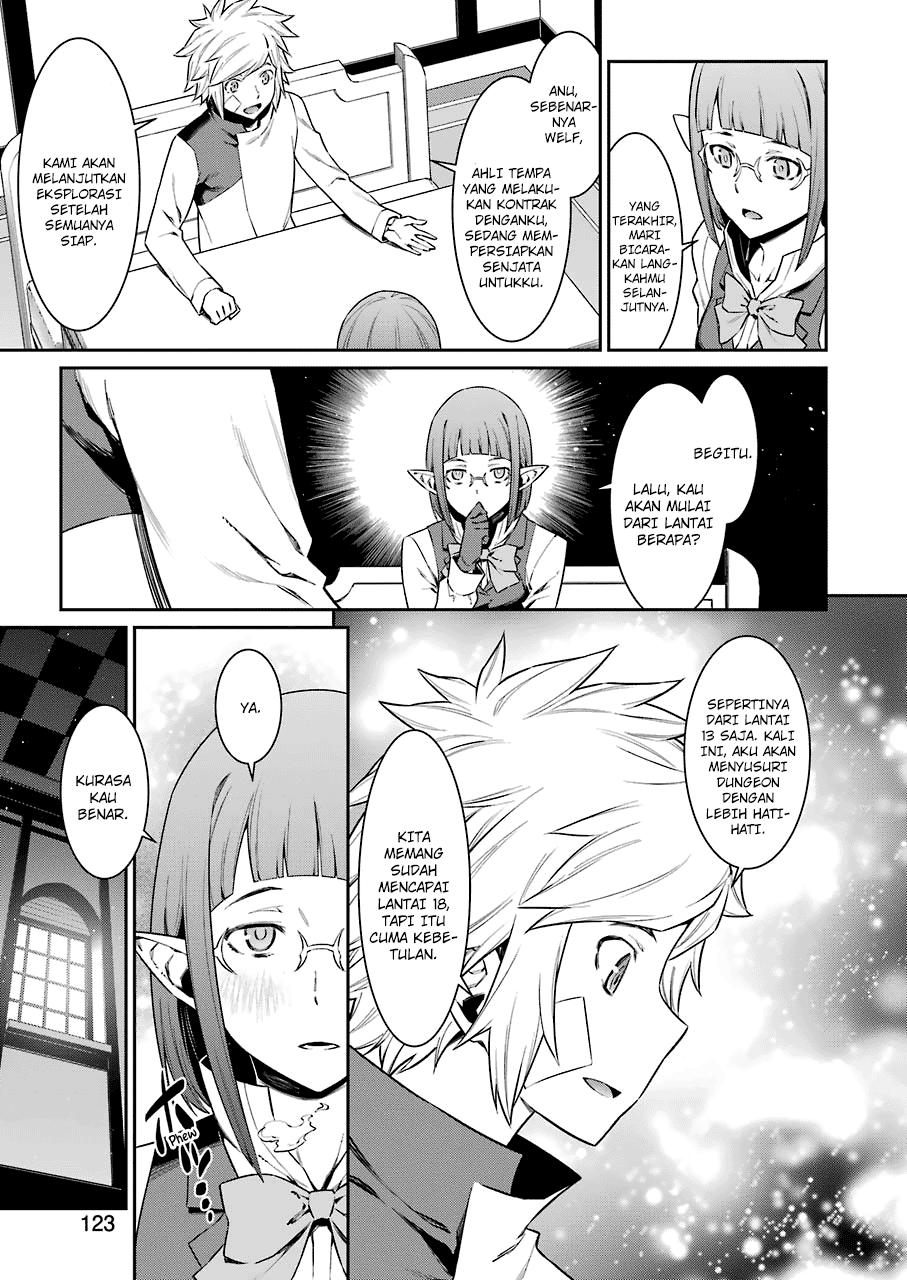 YANG
TERAKHIR,
MARI
BICARA-
KAN LANG-
KAHMU
SELAN-
JUTNYA.
ANU,
SEBENAR-
NYA
WELF,
AHLI TEMPA
YANG MELAKU-
KAN KONTRAK
DENGANKU,
SEDANG MEM-
PERSIAPKAN
SENJATA
UNTUKKU.
KAMI AKAN
MELANJUTKAN
EKSPLORASI
SETELAH
SEMUANYA
SIAP.
BEGITU.
LALU, KAU
AKAN MULAI
DARI LANTAI
BERAPA?
SEPERTINYA
DARI LANTAI
13 SAJA. KALI
INI, AKU AKAN
MENYUSURI
DUNGEON
DENGAN
LEBIH HATI-
HATI.
KITA
MEMANG
SUDAH
MENCAPAI
LANTAI 18,
TAPI ITU
CUMA KEBE-
TULAN.
YA.
KURASA
KAU
BENAR.
Phew
123